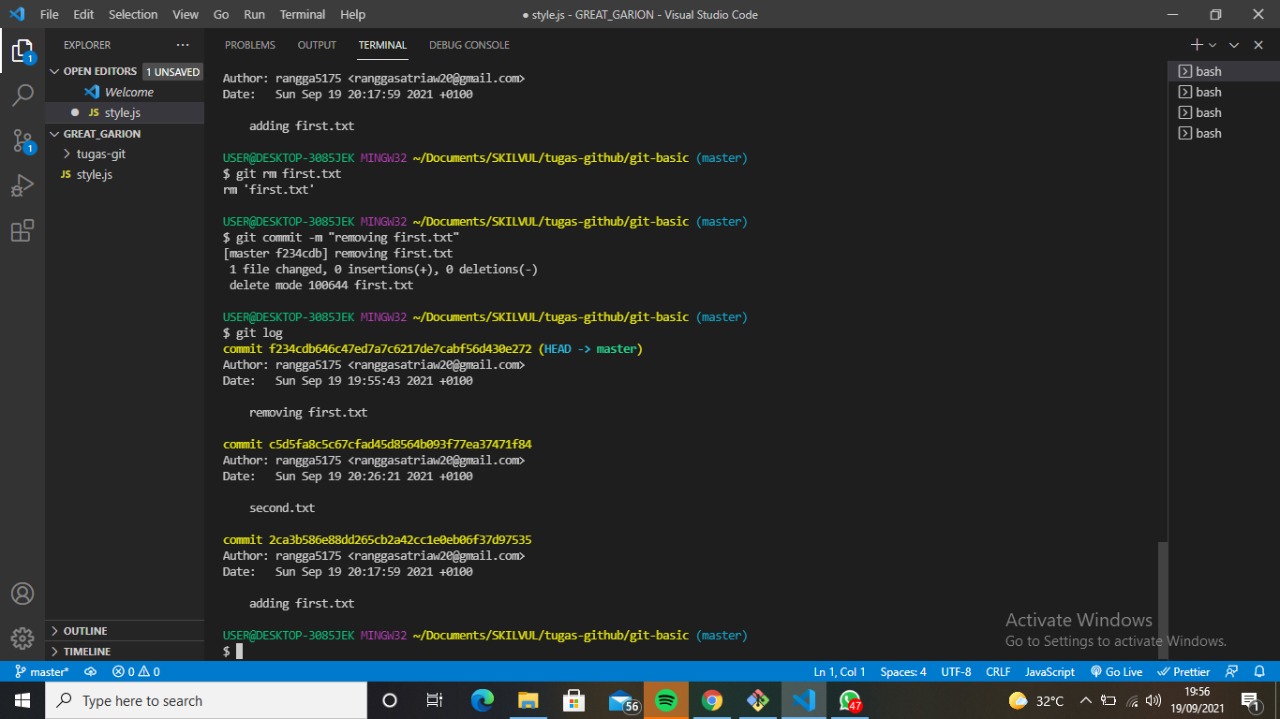 File Edit Selection View Go Run Terminal Help
● style.js - GREAT_GARION - Visual Studio Code
EXPLORER ...
OPEN EDITORS 1 UNSAVED
Welcome
JS style.js
GREAT_GARION
tugas-git
JS style.js
OUTLINE
TIMELINE
PROBLEMS OUTPUT TERMINAL DEBUG CONSOLE
Author: rangga5175 <ranggasatriaw20@gmail.com>
Date:   Sun Sep 19 20:17:59 2021 +0100
adding first.txt
USER@DESKTOP-3085JEK MINGW32 ~/Documents/SKILVUL/tugas-github/git-basic (master)
$ git rm first.txt
rm 'first.txt'
USER@DESKTOP-3085JEK MINGW32 ~/Documents/SKILVUL/tugas-github/git-basic (master)
$ git commit -m "removing first.txt"
[master f234cdb] removing first.txt
1 file changed, 0 insertions(+), 0 deletions(-)
delete mode 100644 first.txt
USER@DESKTOP-3085JEK MINGW32 ~/Documents/SKILVUL/tugas-github/git-basic (master)
$ git log
commit f234cdb646c47ed7a7c6217de7cabf56d430e272 (HEAD -> master)
Author: rangga5175 <ranggasatriaw20@gmail.com>
Date:   Sun Sep 19 19:55:43 2021 +0100
removing first.txt
commit c5d5fa8c5c67cfad45d8564b093f77ea37471f84
Author: rangga5175 <ranggasatriaw20@gmail.com>
Date:   Sun Sep 19 20:26:21 2021 +0100
second.txt
commit 2ca3b586e88dd265cb2a42cc1e0eb06f37d97535
Author: rangga5175 <ranggasatriaw20@gmail.com>
Date:   Sun Sep 19 20:17:59 2021 +0100
adding first.txt
USER@DESKTOP-3085JEK MINGW32 ~/Documents/SKILVUL/tugas-github/git-basic (master)
$
bash
bash
bash
bash
1
1
Activate Windows
Go to Settings to activate Windows.
master* 0 0 Ln 1, Col 1 Spaces: 4 UTF-8 CRLF JavaScript Go Live Prettier
Type here to search
56
47
32°C
19:56
19/09/2021
1